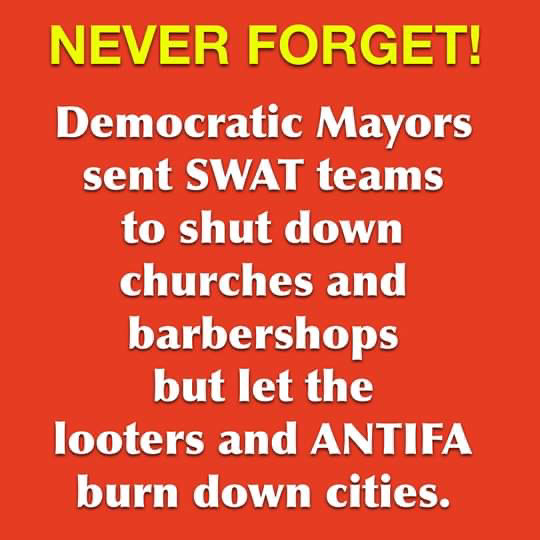 NEVER FORGET!
Democratic Mayors
sent SWAT teams
to shut down
churches and
barbershops
but let the
looters and ANTIFA
burn down cities.